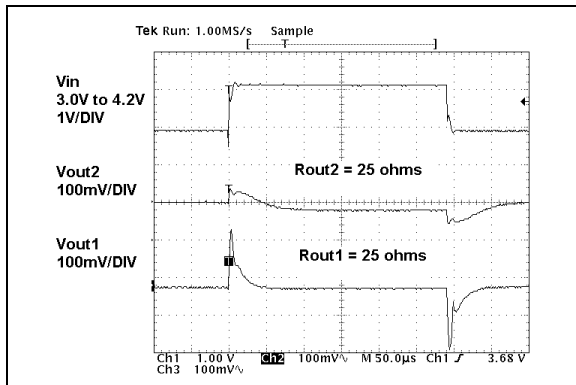 Tek Run: 1.00MS/s Sample
[ T ]
Vin
3.0V to 4.2V
1V/DIV
Rout2 = 25 ohms
Vout2
100mV/DIV
Vout1
100mV/DIV
Rout1 = 25 ohms
T
Ch1 1.00 V Ch2 100mV∿ M 50.0µs Ch1 ƒ 3.68 V
Ch3 100mV∿